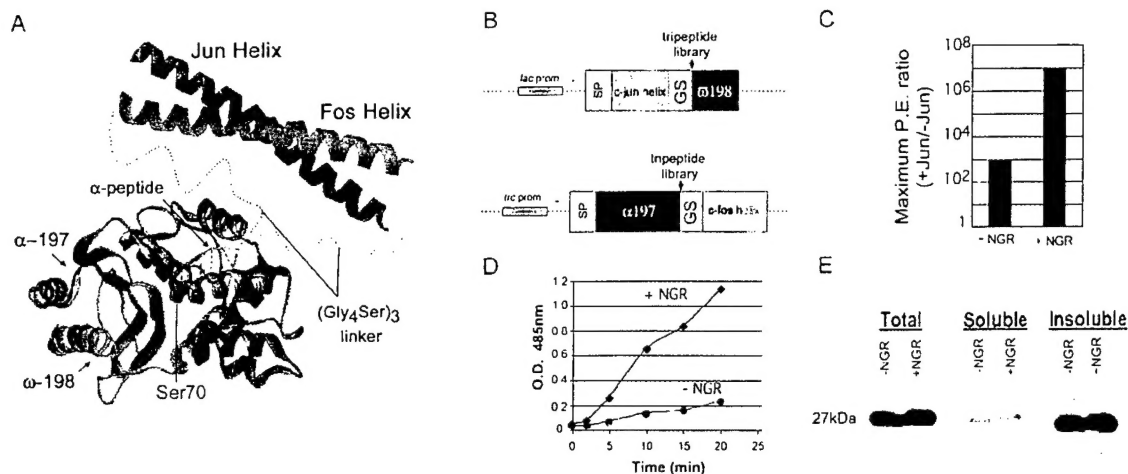 A
Jun Helix
Fos Helix
α-peptide
α-197
(Gly4Ser)3
linker
ω-198
Ser70
B
tripeptide
library
lac prom
SP
c-jun helix
GS
ϖ198
tripeptide
library
trc prom
SP
α197
GS
c-fos helix
C
Maximum P.E. ratio
(+Jun/-Jun)
10^8
10^6
10^4
10^2
1
- NGR
+ NGR
D
O.D. 485nm
1 2
1
0.8
0 6
0 4
0 2
0
+ NGR
- NGR
0
5
10
15
20
25
Time (min)
E
Total
Soluble
Insoluble
-NGR
+NGR
-NGR
+NGR
-NGR
-NGR
27kDa